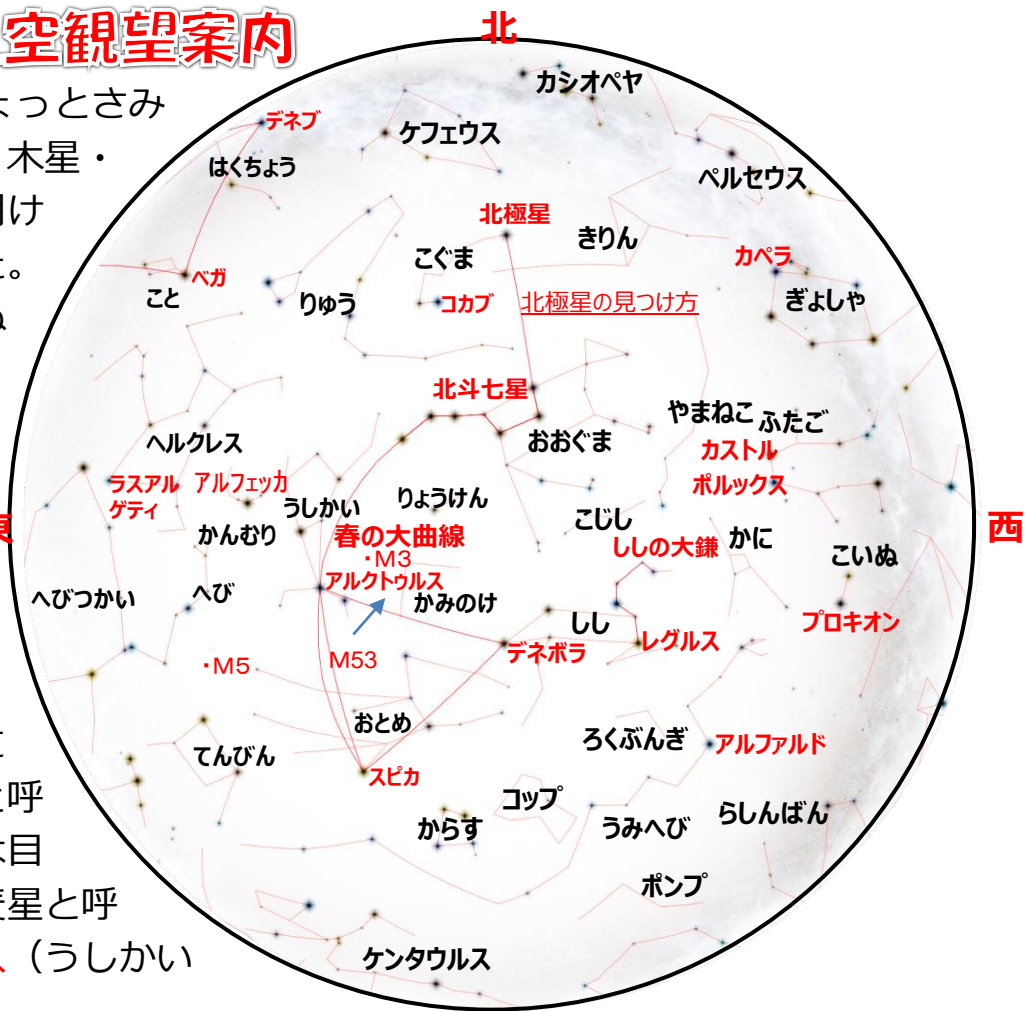 空観望案内
北
ょっとさみ
木星・
呼
目
星と呼
（うしかい
カシオペヤ
デネブ
ケフェウス
はくちょう
ペルセウス
北極星
きりん
こぐま
カペラ
ベガ
こと
りゅう
コカブ
北極星の見つけ方
ぎょしゃ
北斗七星
やまねこ
ふたご
ヘルクレス
おおぐま
カストル
ラスアル
ゲティ
アルフェッカ
ポルックス
りょうけん
うしかい
こじし
かんむり
春の大曲線
ししの大鎌
かに
西
・M3
こいぬ
アルクトゥルス
へびつかい
へび
かみのけ
しし
プロキオン
デネボラ
レグルス
・M5
M53
おとめ
ろくぶんぎ
アルファルド
てんびん
スピカ
コップ
からす
うみへび
らしんばん
ポンプ
ケンタウルス